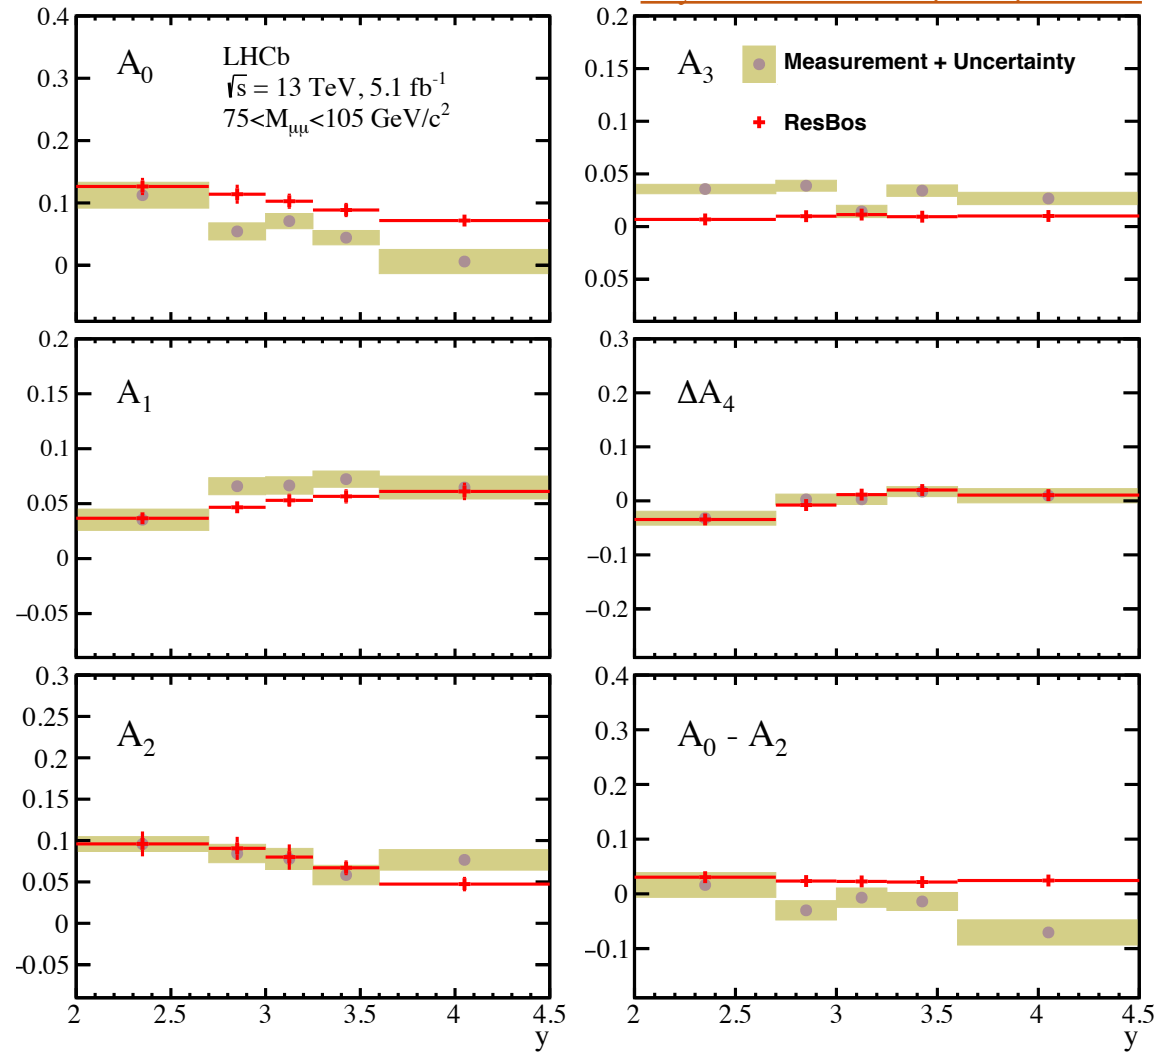 0.4
0.3
0.2
0.1
0
A₀
LHCb
√s = 13 TeV, 5.1 fb⁻¹
75<M_μμ<105 GeV/c²
0.2
0.15
0.1
0.05
0
0.05
A₃
Measurement + Uncertainty
ResBos
0.2
0.15
0.1
0.05
0
−0.05
A₁
0.3
0.2
0.1
0
−0.1
−0.2
ΔA₄
0.3
0.25
0.2
0.15
0.1
0.05
0
-0.05
A₂
2 2.5 3 3.5 4 4.5
y
0.4
0.3
0.2
0.1
0
−0.1
A₀ - A₂
2 2.5 3 3.5 4 4.5
y